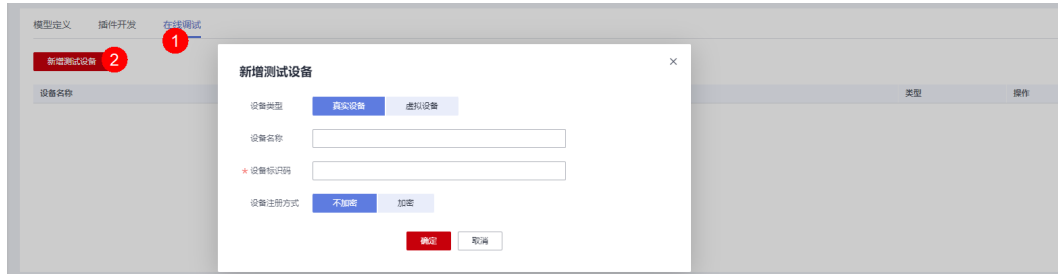 模型定义 插件开发 在线调试
1
新增测试设备 2
设备名称 类型 操作
新增测试设备 ×
设备类型 真实设备 虚拟设备
设备名称
* 设备标识码
设备注册方式 不加密 加密
确定 取消